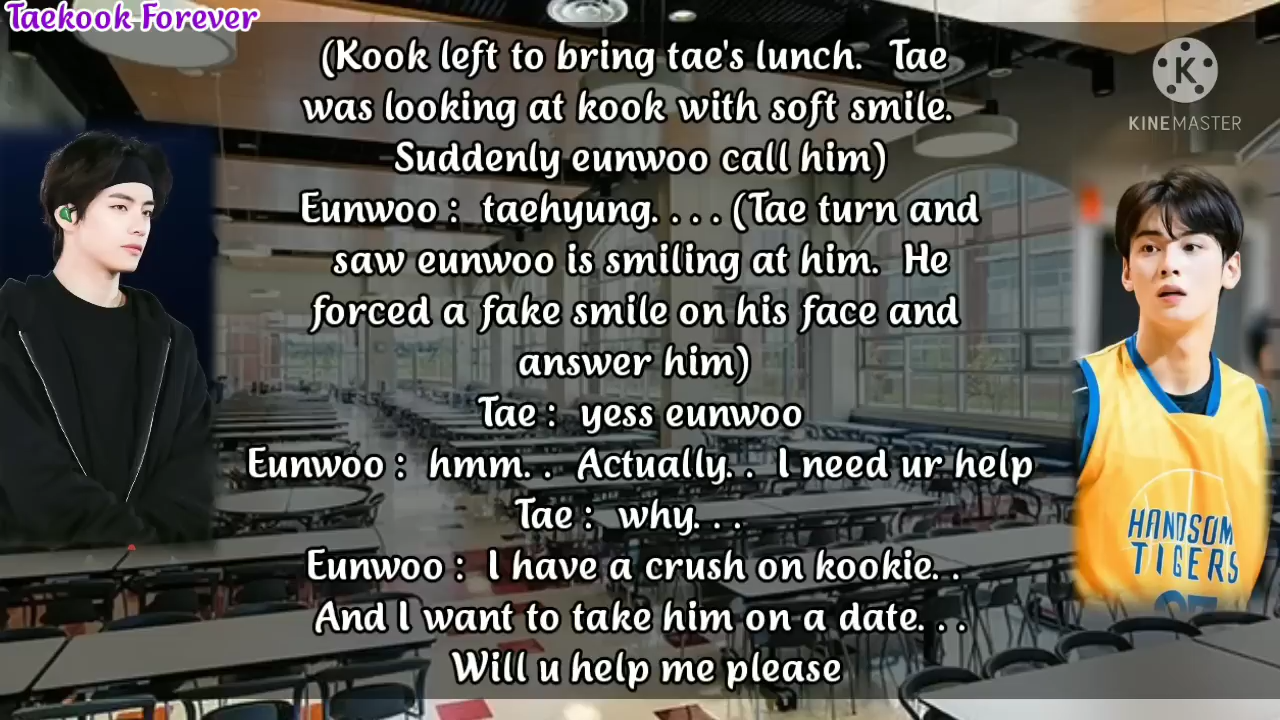 Taekook Forever
(Kook left to bring tae's lunch. Tae
was looking at kook with soft smile.
Suddenly eunwoo call him)
Eunwoo : taehyung. . . . (Tae turn and
saw eunwoo is smiling at him. He
forced a fake smile on his face and
answer him)
Tae : yess eunwoo
Eunwoo : hmm. . Actually. . I need ur help
Tae : why. . .
Eunwoo : I have a crush on kookie. .
And I want to take him on a date. . .
Will u help me please
K
KINEMASTER
HANDSOM
TIGERS